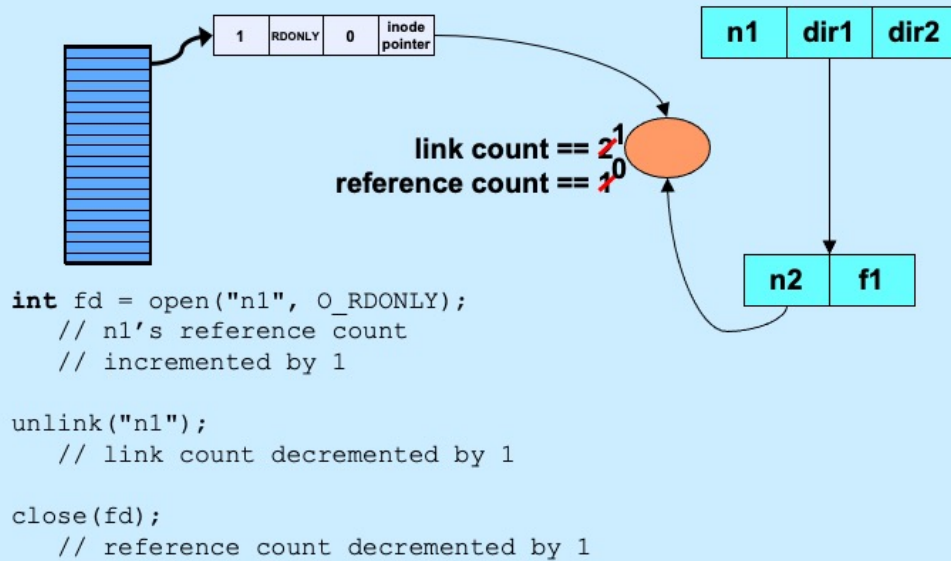 1 RDONLY 0 inode pointer
n1 dir1 dir2
link count == 2 1
reference count == 1 0
n2 f1
int fd = open("n1", O_RDONLY);
// n1’s reference count
// incremented by 1
unlink("n1");
// link count decremented by 1
close(fd);
// reference count decremented by 1